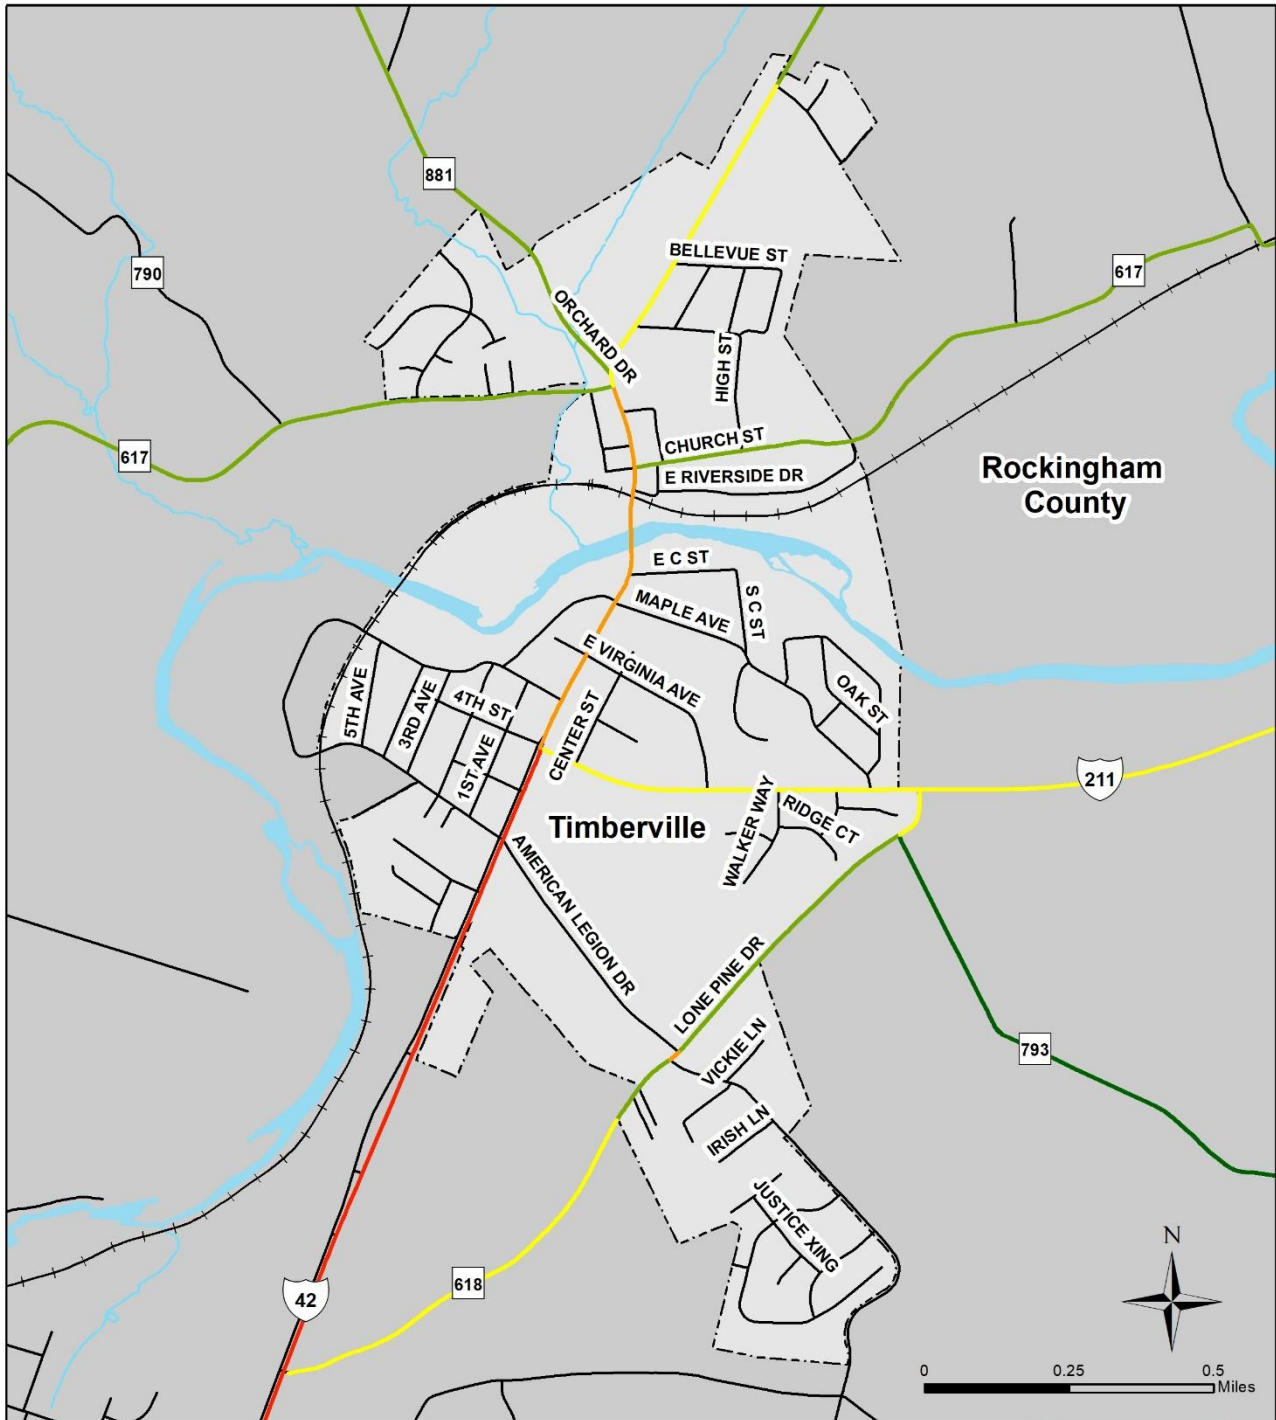 881
BELLEVUE ST
790
617
ORCHARD DR
HIGH ST
CHURCH ST
617
E RIVERSIDE DR
Rockingham
County
E C ST
S C ST
MAPLE AVE
E VIRGINIA AVE
5TH AVE
3RD AVE
4TH ST
OAK ST
CENTER ST
1ST AVE
211
WALKER WAY
RIDGE CT
Timberville
AMERICAN LEGION DR
LONE PINE DR
VICKIE LN
793
IRISH LN
JUSTICE XING
N
618
42
0 0.25 0.5
Miles